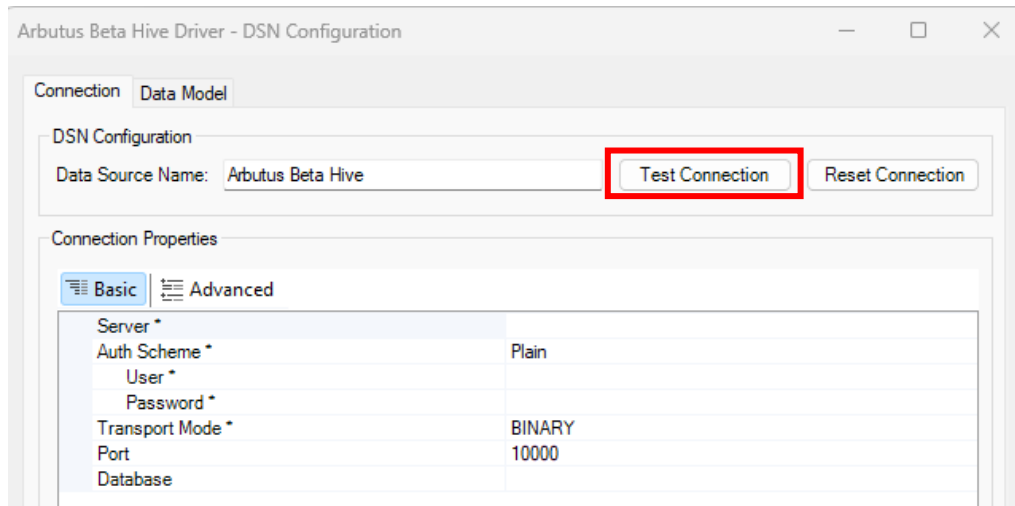 Arbutus Beta Hive Driver - DSN Configuration
Connection Data Model
DSN Configuration
Data Source Name: Arbutus Beta Hive Test Connection Reset Connection
Connection Properties
Basic Advanced
Server *
Auth Scheme * Plain
User *
Password *
Transport Mode * BINARY
Port 10000
Database